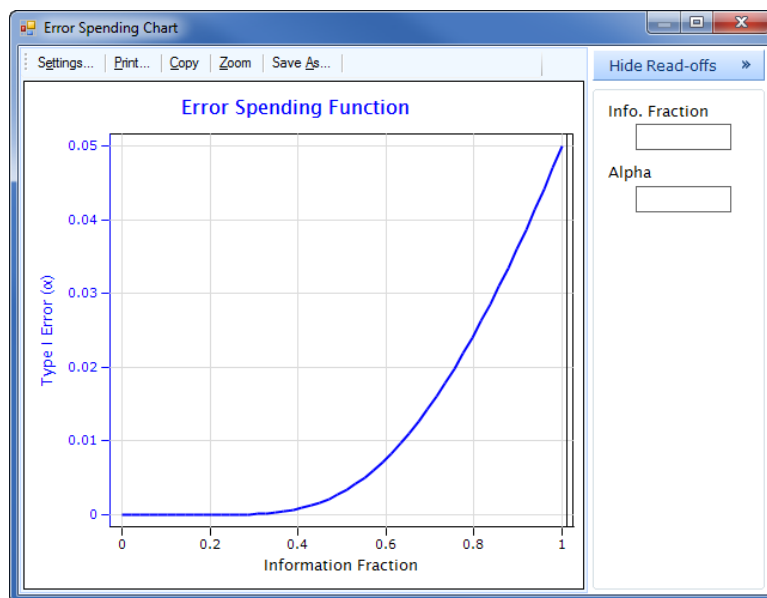 Error Spending Chart
Settings... Print... Copy Zoom Save As...
Hide Read-offs »
Error Spending Function
Info. Fraction
Alpha
0.05
0.04
0.03
0.02
0.01
0
Type I Error (α)
0 0.2 0.4 0.6 0.8 1
Information Fraction